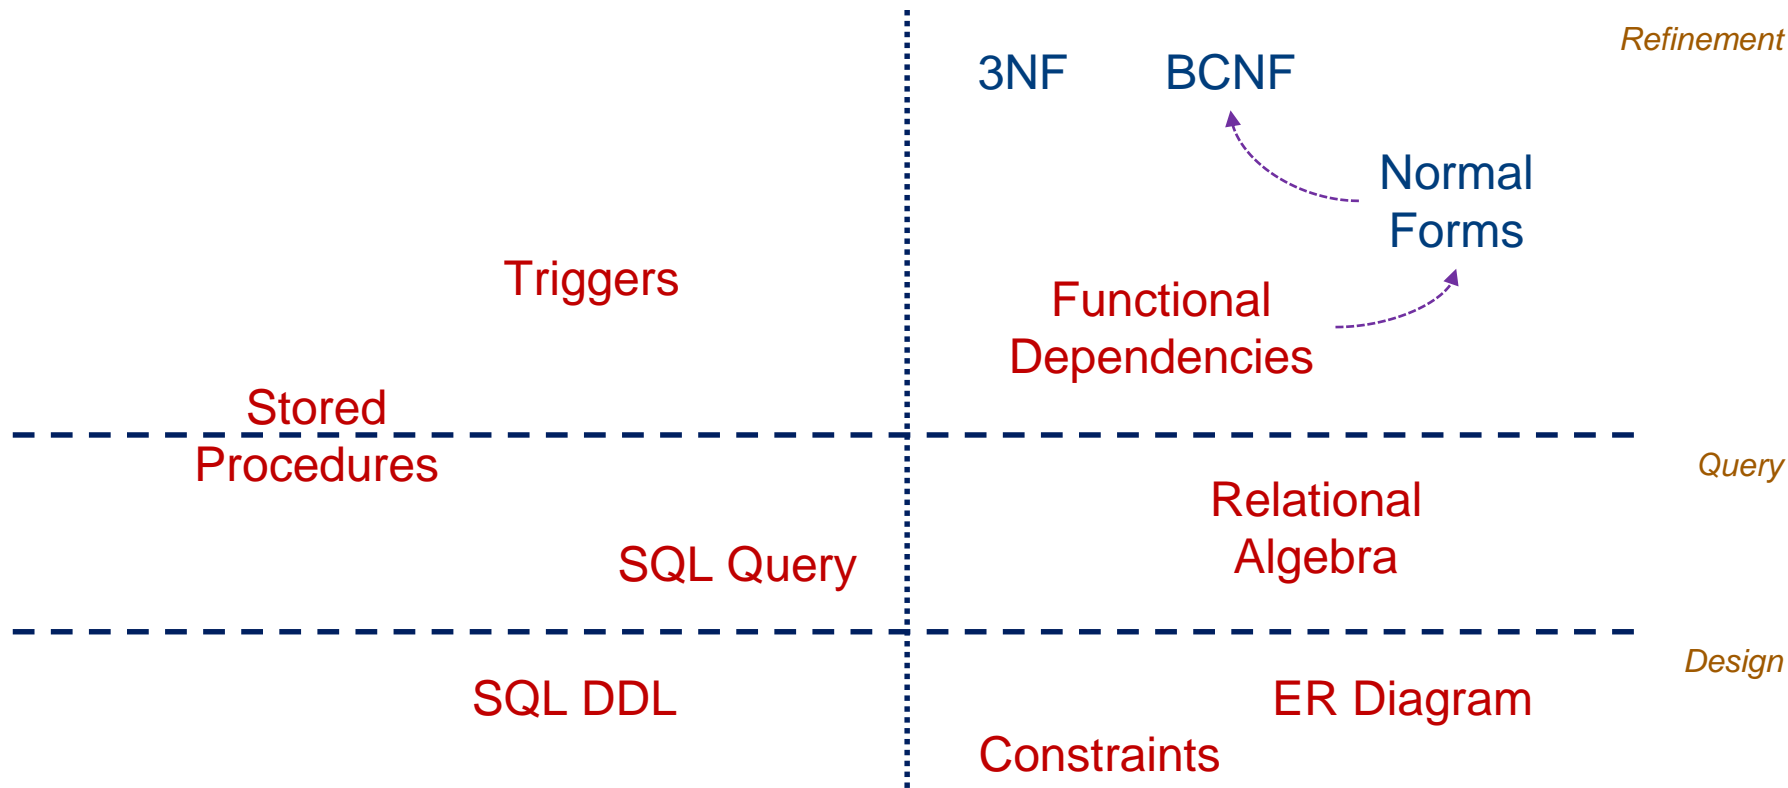 Refinement
3NF
BCNF
Normal
Forms
Triggers
Functional
Dependencies
Stored
Procedures
Query
Relational
Algebra
SQL Query
Design
SQL DDL
ER Diagram
Constraints